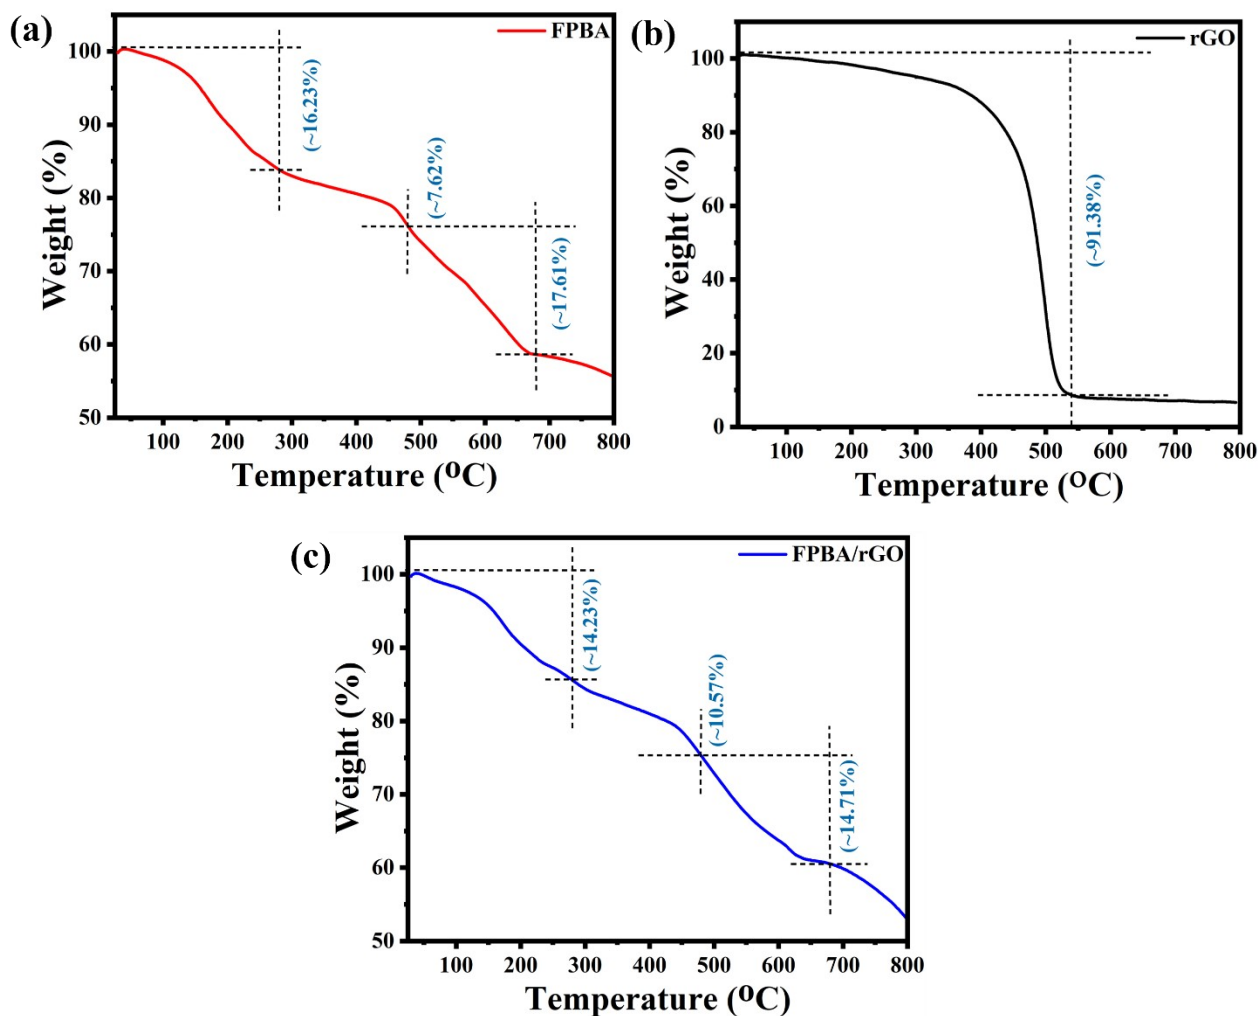 (a)
FPBA
100
90
80
70
60
50
Weight (%)
(~16.23%)
(~7.62%)
(~17.61%)
100 200 300 400 500 600 700 800
Temperature (ºC)
(b)
rGO
100
80
60
40
20
0
Weight (%)
(~91.38%)
100 200 300 400 500 600 700 800
Temperature (ºC)
(c)
FPBA/rGO
100
90
80
70
60
50
Weight (%)
(~14.23%)
(~10.57%)
(~14.71%)
100 200 300 400 500 600 700 800
Temperature (ºC)